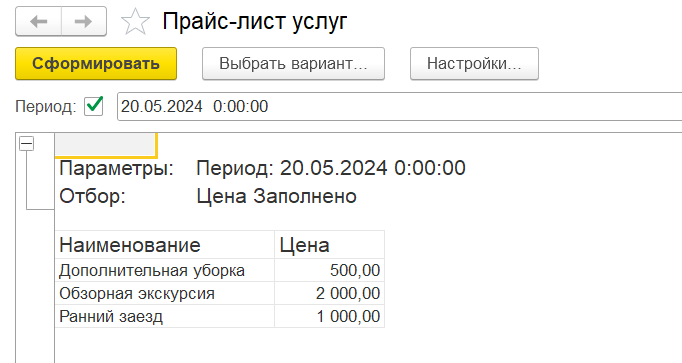 Прайс-лист услуг
Сформировать Выбрать вариант... Настройки...
Период: 20.05.2024 0:00:00
Параметры: Период: 20.05.2024 0:00:00
Отбор: Цена Заполнено
Наименование Цена
Дополнительная уборка 500,00
Обзорная экскурсия 2 000,00
Ранний заезд 1 000,00